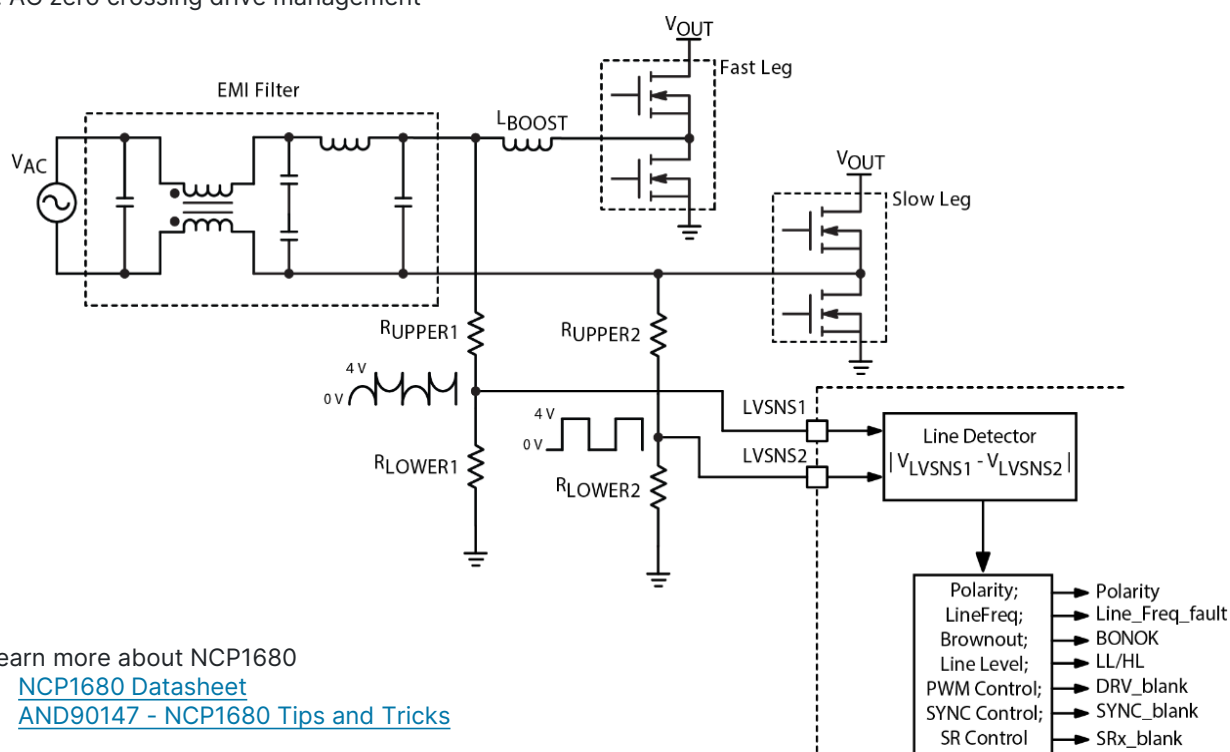 AC zero crossing drive management
VOUT
Fast Leg
EMI Filter
LBOOST
VAC
VOUT
Slow Leg
RUPPER1
RUPPER2
4 V
0 V
LVSNS1
4 V
0 V
Line Detector
| VLVSNS1 - VLVSNS2 |
LVSNS2
RLOWER1
RLOWER2
Polarity;
Polarity
LineFreq;
Line_Freq_fault
Brownout;
BONOK
Line Level;
LL/HL
PWM Control;
DRV_blank
SYNC Control;
SYNC_blank
SR Control
SRx_blank
earn more about NCP1680
NCP1680 Datasheet
AND90147 - NCP1680 Tips and Tricks